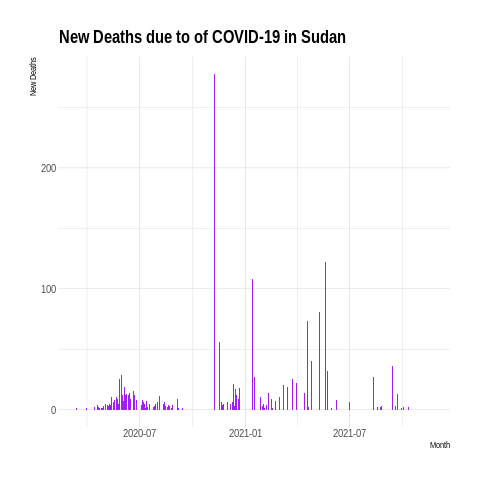 New Deaths due to of COVID-19 in Sudan
New Deaths
200
100
0
2020-07 2021-01 2021-07
Month